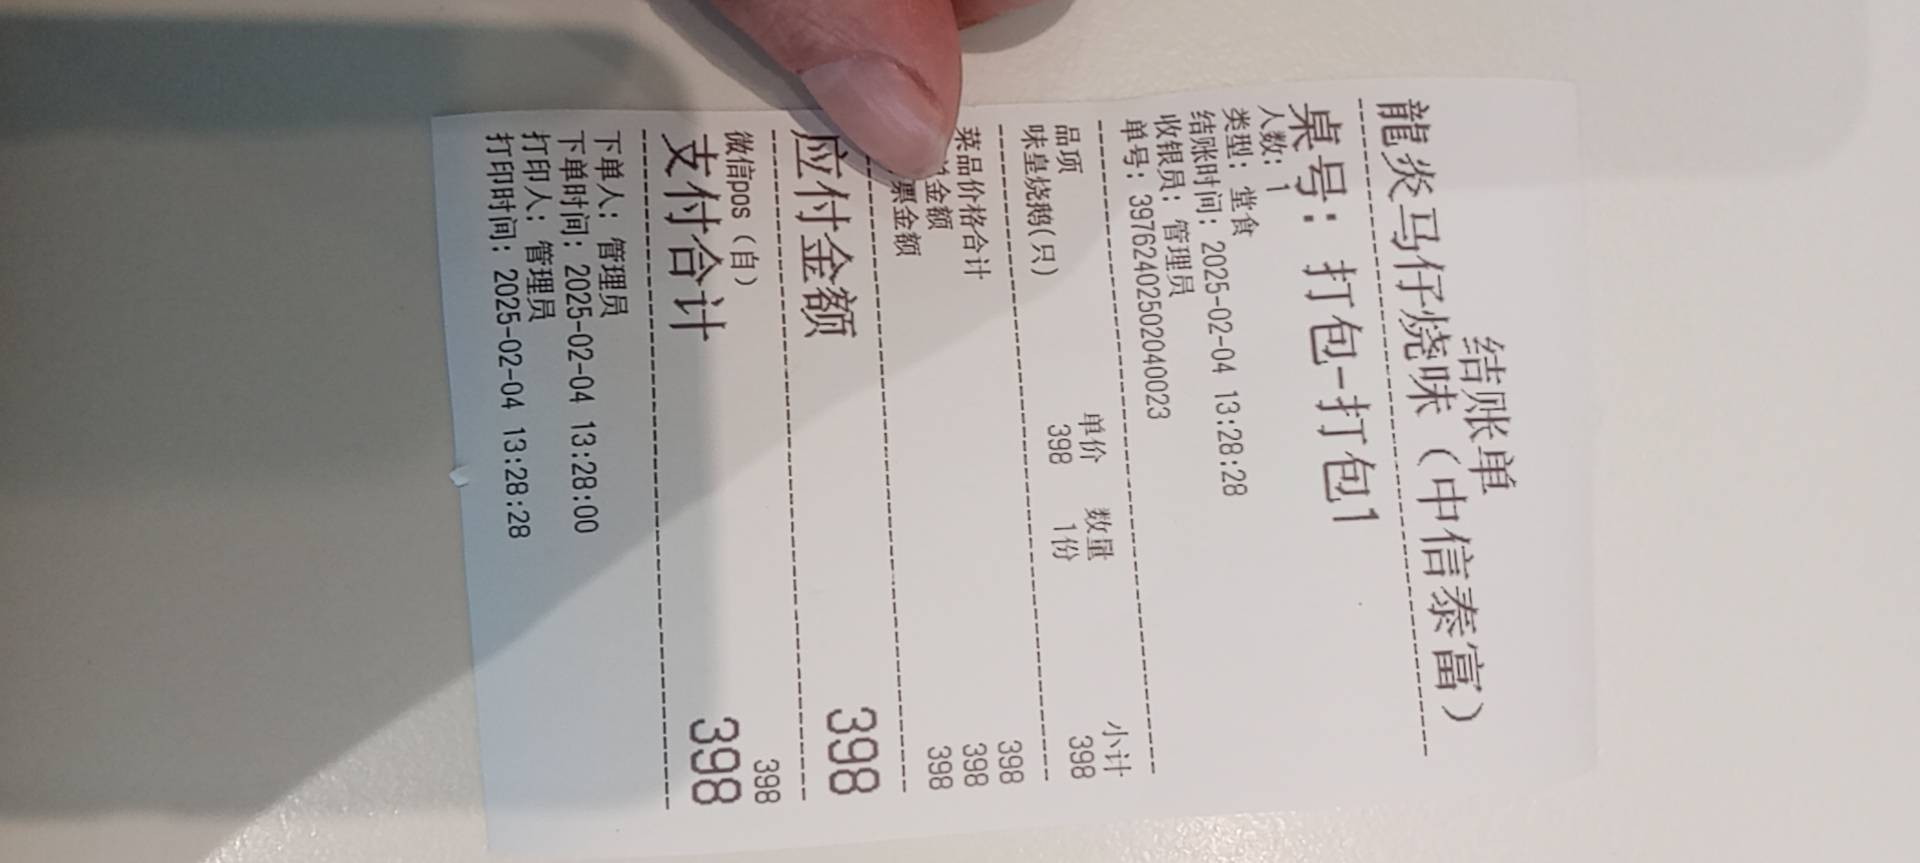 结账单
龍炎马仔烧味（中信泰富）
桌号：打包-打包1
人数：1
类型：堂食
结账时间：2025-02-04 13:28:28
收银员：管理员
单号：3976240250204002​3
品项 单价 数量 小计
味皇烧鹅(只) 398 1份 398
菜品价格合计 398
金额 398
票金额 398
应付金额 398
微信pos（自） 398
支付合计 398
下单人：管理员
下单时间：2025-02-04 13:28:00
打印人：管理员
打印时间：2025-02-04 13:28:28